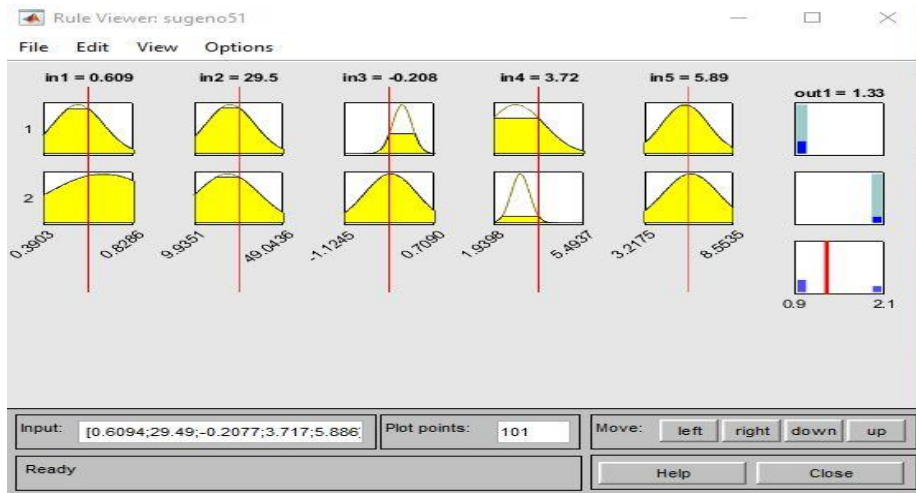 Rule Viewer: sugeno51
File Edit View Options
in1 = 0.609 in2 = 29.5 in3 = -0.208 in4 = 3.72 in5 = 5.89
out1 = 1.33
1
2
0.3903 0.8286 9.9351 49.0436 -1.1245 0.7090 1.9398 5.4937 3.2175 8.5535
0.9 2.1
Input: [0.6094;29.49;-0.2077;3.717;5.886] Plot points: 101 Move: left right down up
Ready Help Close